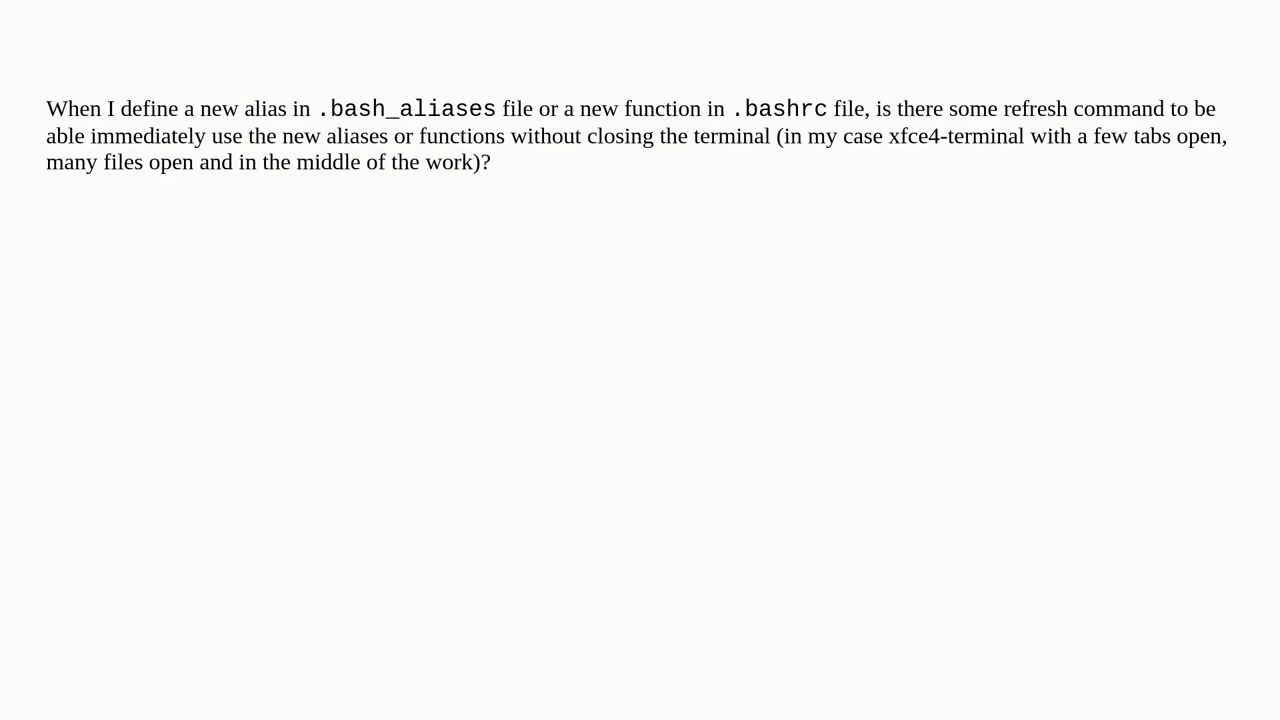 When I define a new alias in .bash_aliases file or a new function in .bashrc file, is there some refresh command to be
able immediately use the new aliases or functions without closing the terminal (in my case xfce4-terminal with a few tabs open,
many files open and in the middle of the work)?